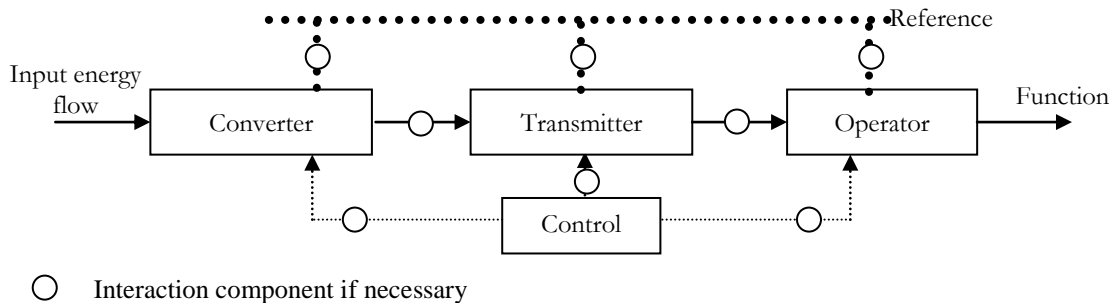 Reference
Input energy
flow
Converter
Transmitter
Operator
Function
Control
Interaction component if necessary